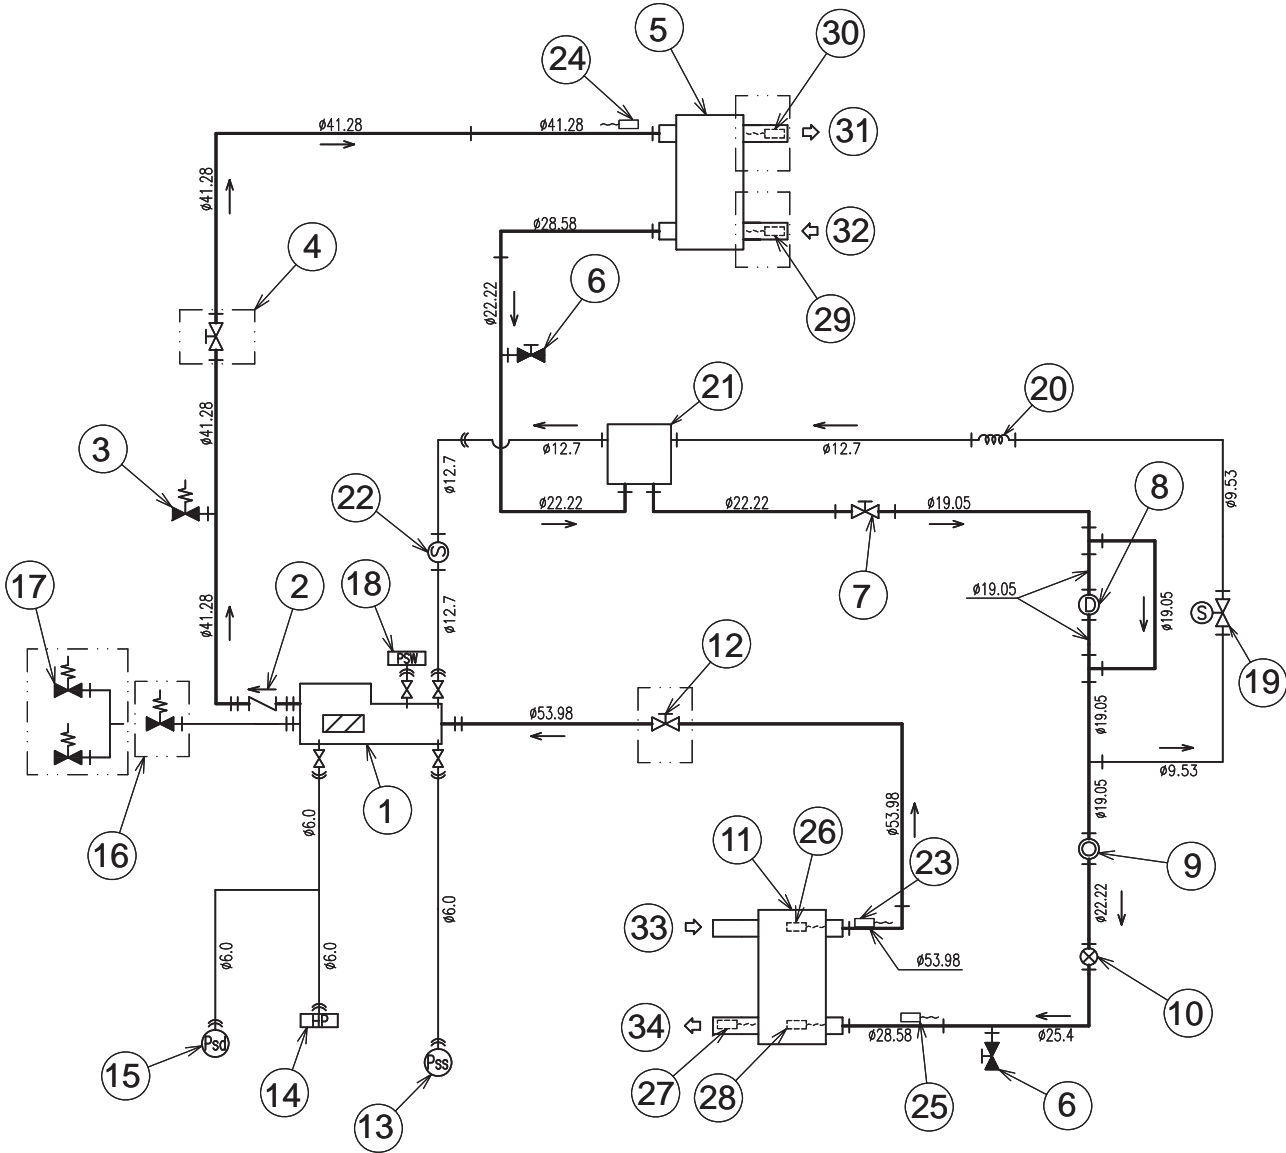 5
30
24
ø41.28
ø41.28
31
ø41.28
ø28.58
32
4
6
ø22.22
29
21
20
ø41.28
3
ø12.7
ø12.7
ø12.7
ø9.53
8
22
ø22.22
ø22.22
ø19.05
S
17
2
18
7
ø19.05
D
ø41.28
ø12.7
ø19.05
S
12
PSW
19
ø53.98
ø19.05
ø9.53
1
16
ø6.0
26
11
ø53.98
ø19.05
23
9
ø6.0
ø22.22
33
ø6.0
ø6.0
ø53.98
10
HP
34
ø28.58
ø25.4
Psd
Pss
15
14
13
27
28
25
6